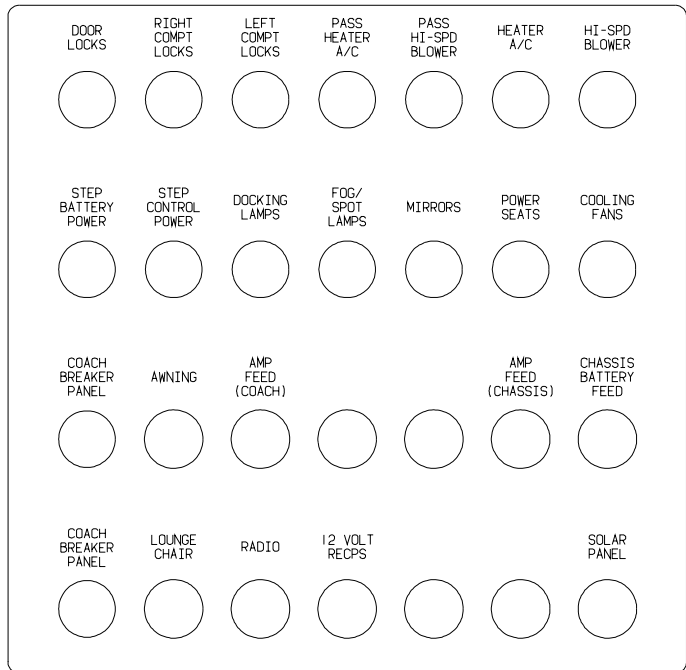 DOOR
LOCKS
RIGHT
COMPT
LOCKS
LEFT
COMPT
LOCKS
PASS
HEATER
A/C
PASS
HI-SPD
BLOWER
HEATER
A/C
HI-SPD
BLOWER
STEP
BATTERY
POWER
STEP
CONTROL
POWER
DOCKING
LAMPS
FOG/
SPOT
LAMPS
MIRRORS
POWER
SEATS
COOLING
FANS
COACH
BREAKER
PANEL
AWNING
AMP
FEED
(COACH)
AMP
FEED
(CHASSIS)
CHASSIS
BATTERY
FEED
COACH
BREAKER
PANEL
LOUNGE
CHAIR
RADIO
12 VOLT
RECPS
SOLAR
PANEL